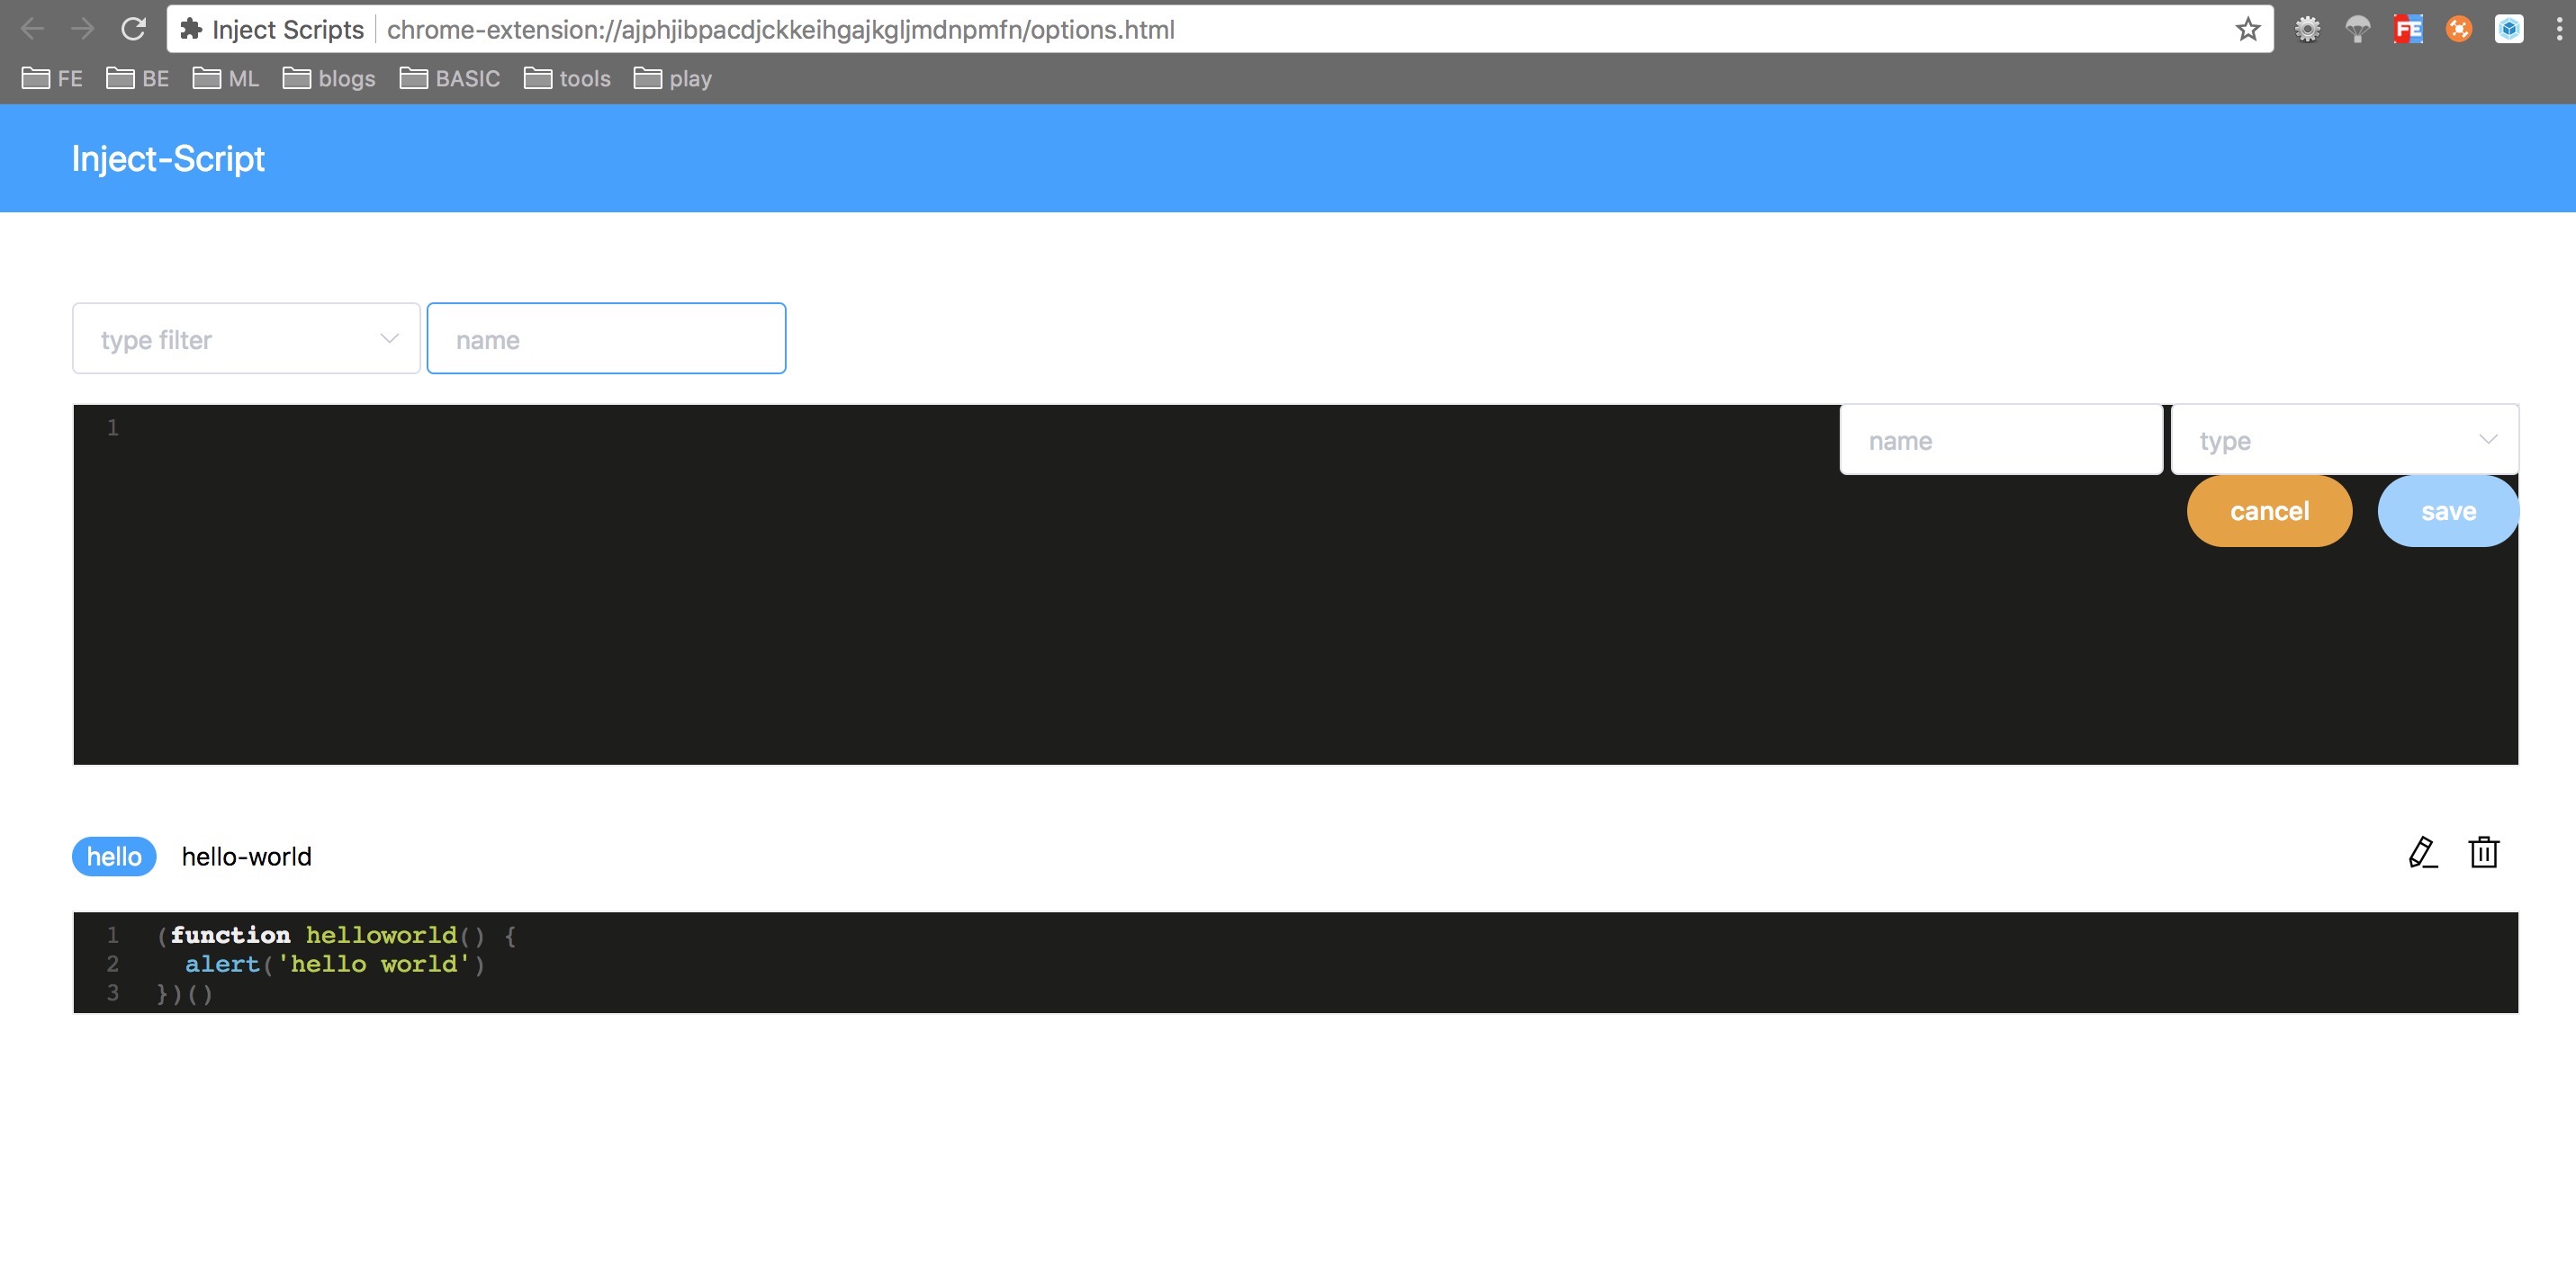 Inject Scripts chrome-extension://ajphjibpacdjckkeihgajkgljmdnpmfn/options.html FE
FE BE ML blogs BASIC tools play
Inject-Script
type filter name
1
name type
cancel save
hello hello-world
1 (function helloworld() {
2 alert('hello world')
3 })()